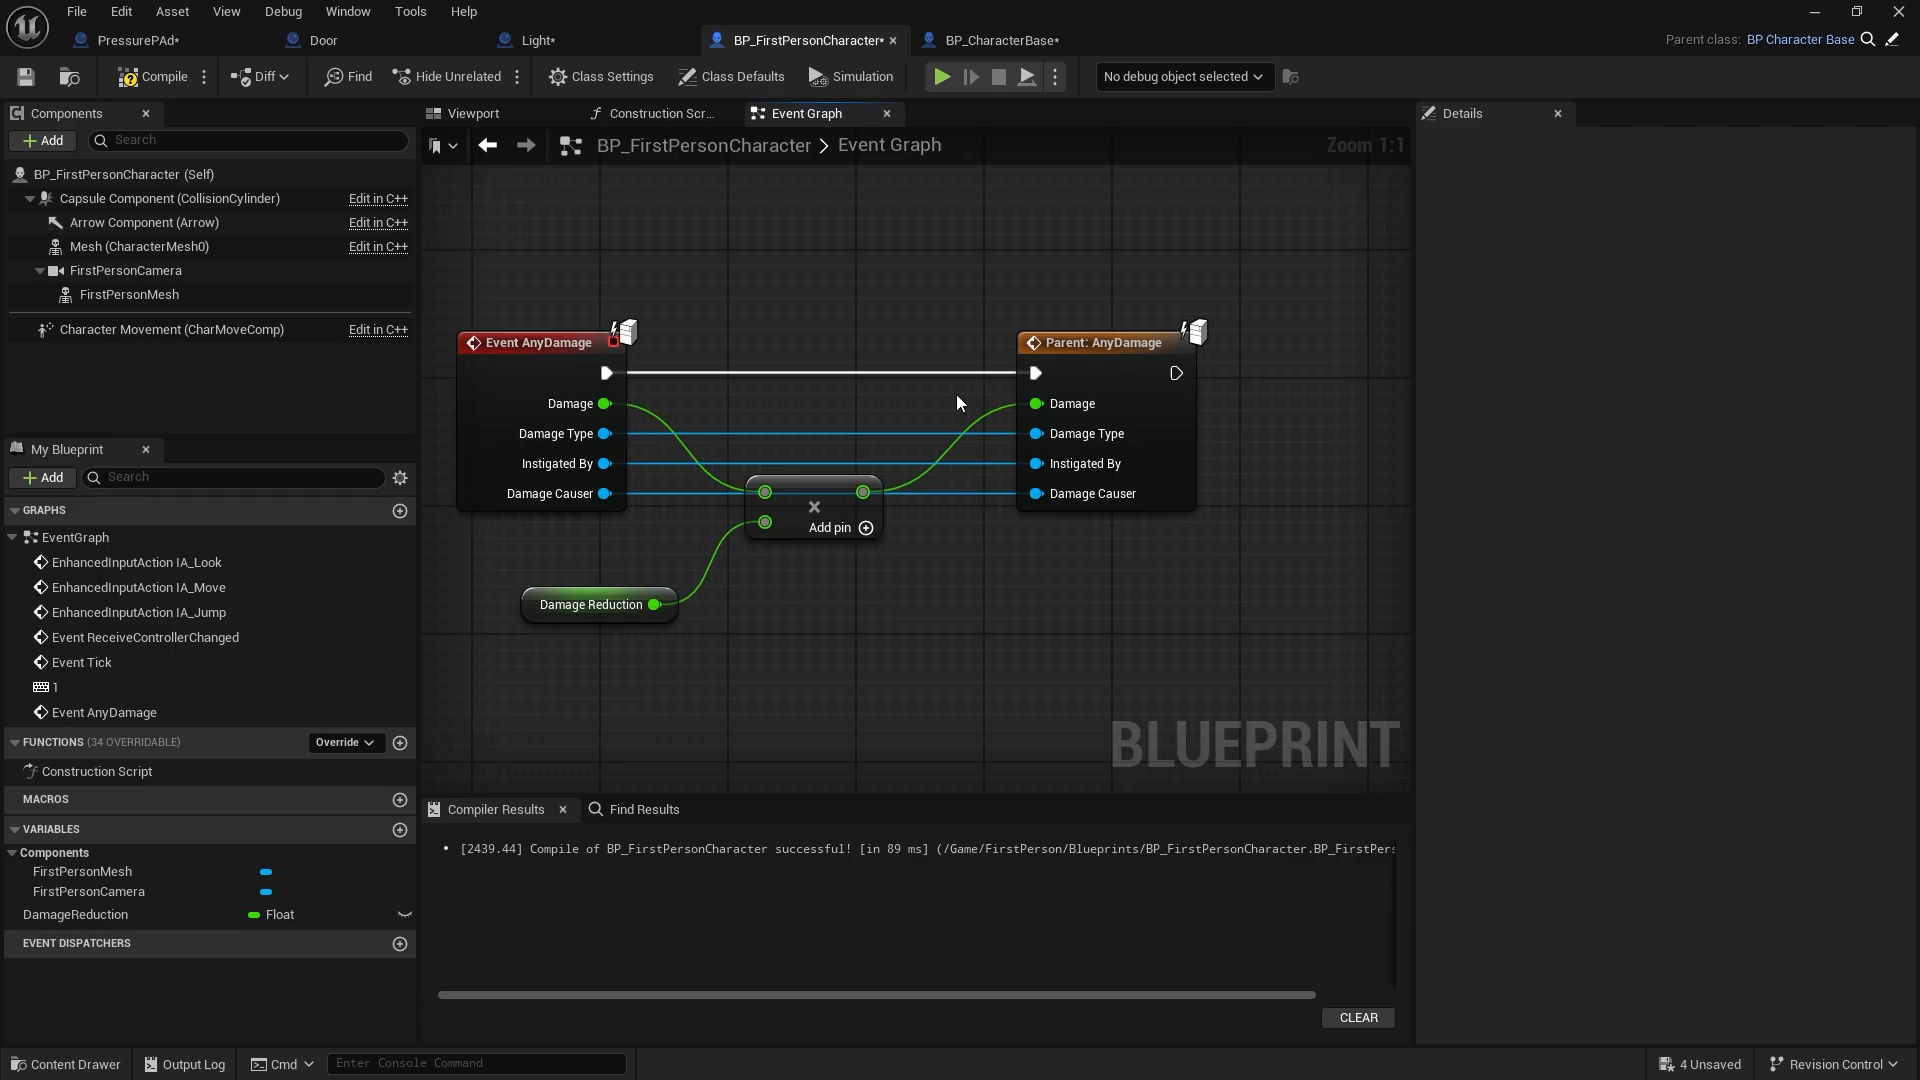 File Edit Asset View Debug Window Tools Help
PressurePAd* Door Light* BP_FirstPersonCharacter* BP_CharacterBase* Parent class: BP Character Base
Compile Diff Find Hide Unrelated Class Settings Class Defaults Simulation No debug object selected
Components Viewport Construction Scr... Event Graph Details
Add Search
BP_FirstPersonCharacter > Event Graph Zoom 1:1
BP_FirstPersonCharacter (Self)
Capsule Component (CollisionCylinder) Edit in C++
Arrow Component (Arrow) Edit in C++
Mesh (CharacterMesh0) Edit in C++
FirstPersonCamera
FirstPersonMesh
Character Movement (CharMoveComp) Edit in C++
Event AnyDamage
Damage
Damage Type
Instigated By
Damage Causer
Add pin
Damage Reduction
Parent: AnyDamage
Damage
Damage Type
Instigated By
Damage Causer
BLUEPRINT
My Blueprint
Add Search
GRAPHS
EventGraph
EnhancedInputAction IA_Look
EnhancedInputAction IA_Move
EnhancedInputAction IA_Jump
Event ReceiveControllerChanged
Event Tick
1
Event AnyDamage
FUNCTIONS (34 OVERRIDABLE) Override
Construction Script
MACROS
VARIABLES
Components
FirstPersonMesh
FirstPersonCamera
DamageReduction Float
EVENT DISPATCHERS
Compiler Results Find Results
[2439.44] Compile of BP_FirstPersonCharacter successful! [in 89 ms] (/Game/FirstPerson/Blueprints/BP_FirstPersonCharacter.BP_FirstPers
CLEAR
Content Drawer Output Log Cmd Enter Console Command 4 Unsaved Revision Control